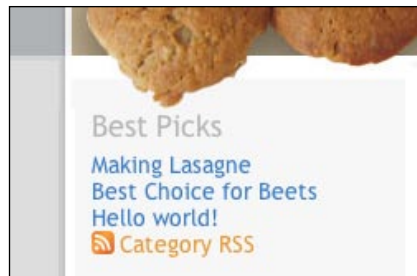 Best Picks
Making Lasagne
Best Choice for Beets
Hello world!
Category RSS